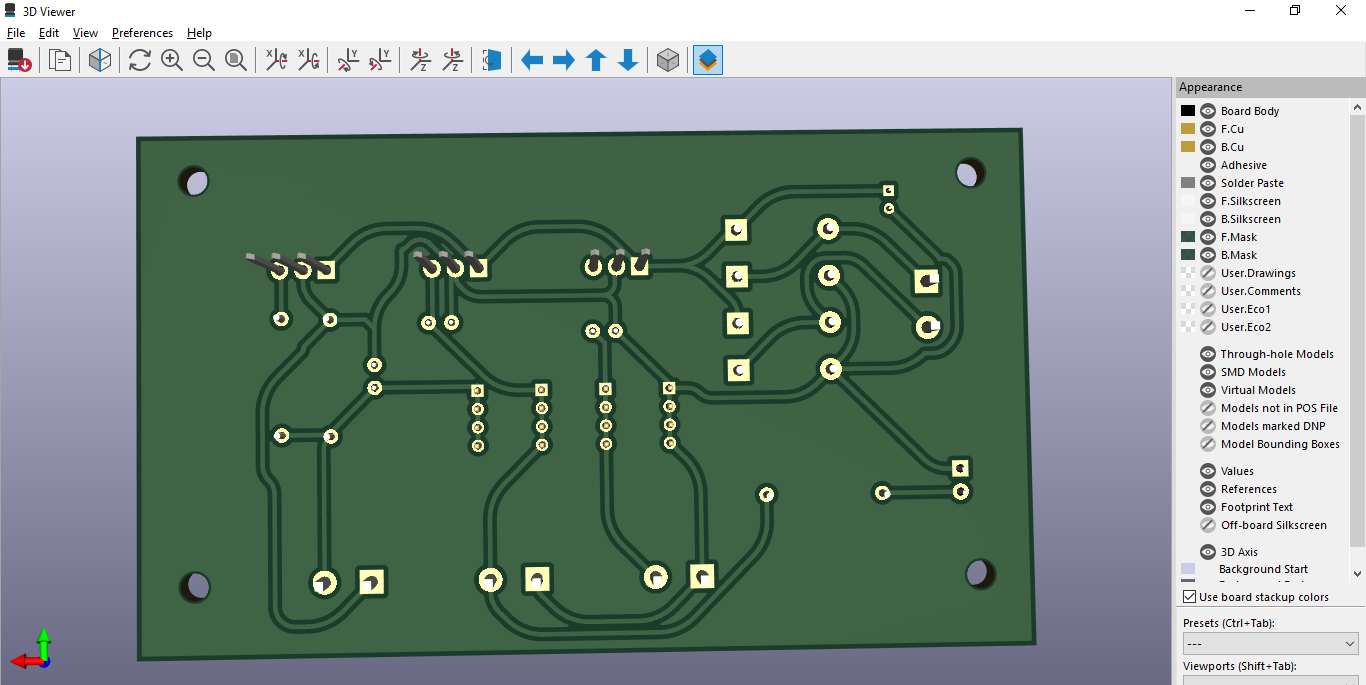 3D Viewer
File Edit View Preferences Help
X X Y Y Z Z
Appearance
Board Body
F.Cu
B.Cu
Adhesive
Solder Paste
F.Silkscreen
B.Silkscreen
F.Mask
B.Mask
User.Drawings
User.Comments
User.Eco1
User.Eco2
Through-hole Models
SMD Models
Virtual Models
Models not in POS File
Models marked DNP
Model Bounding Boxes
Values
References
Footprint Text
Off-board Silkscreen
3D Axis
Background Start
Use board stackup colors
Presets (Ctrl+Tab):
---
Viewports (Shift+Tab):